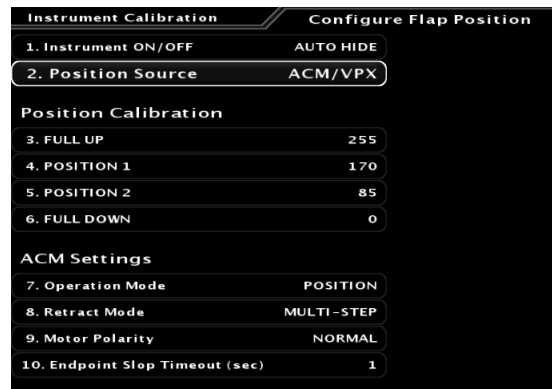 Instrument Calibration
Configure Flap Position
1. Instrument ON/OFF AUTO HIDE
2. Position Source ACM/VPX
Position Calibration
3. FULL UP 255
4. POSITION 1 170
5. POSITION 2 85
6. FULL DOWN 0
ACM Settings
7. Operation Mode POSITION
8. Retract Mode MULTI-STEP
9. Motor Polarity NORMAL
10. Endpoint Slop Timeout (sec) 1